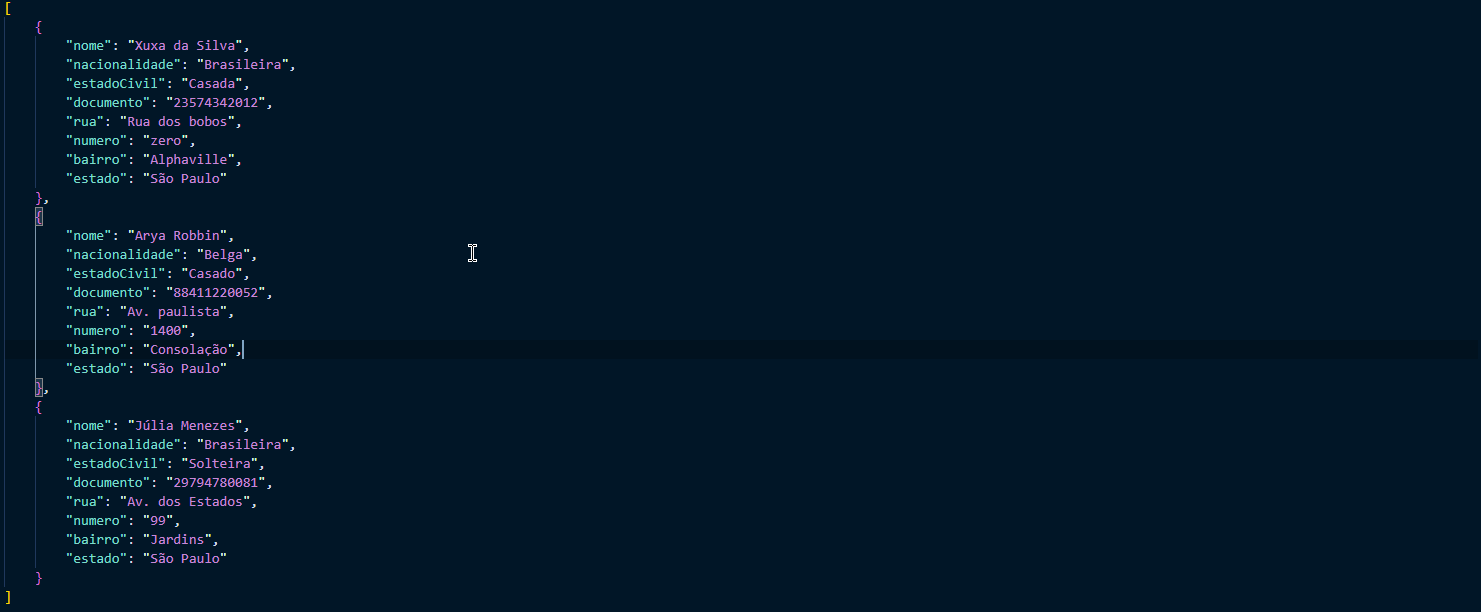 [
    {
        "nome": "Xuxa da Silva",
        "nacionalidade": "Brasileira",
        "estadoCivil": "Casada",
        "documento": "23574342012",
        "rua": "Rua dos bobos",
        "numero": "zero",
        "bairro": "Alphaville",
        "estado": "São Paulo"
    },
    {
        "nome": "Arya Robbin",
        "nacionalidade": "Belga",
        "estadoCivil": "Casado",
        "documento": "88411220052",
        "rua": "Av. paulista",
        "numero": "1400",
        "bairro": "Consolação",
        "estado": "São Paulo"
    },
    {
        "nome": "Júlia Menezes",
        "nacionalidade": "Brasileira",
        "estadoCivil": "Solteira",
        "documento": "29794780081",
        "rua": "Av. dos Estados",
        "numero": "99",
        "bairro": "Jardins",
        "estado": "São Paulo"
    }
]